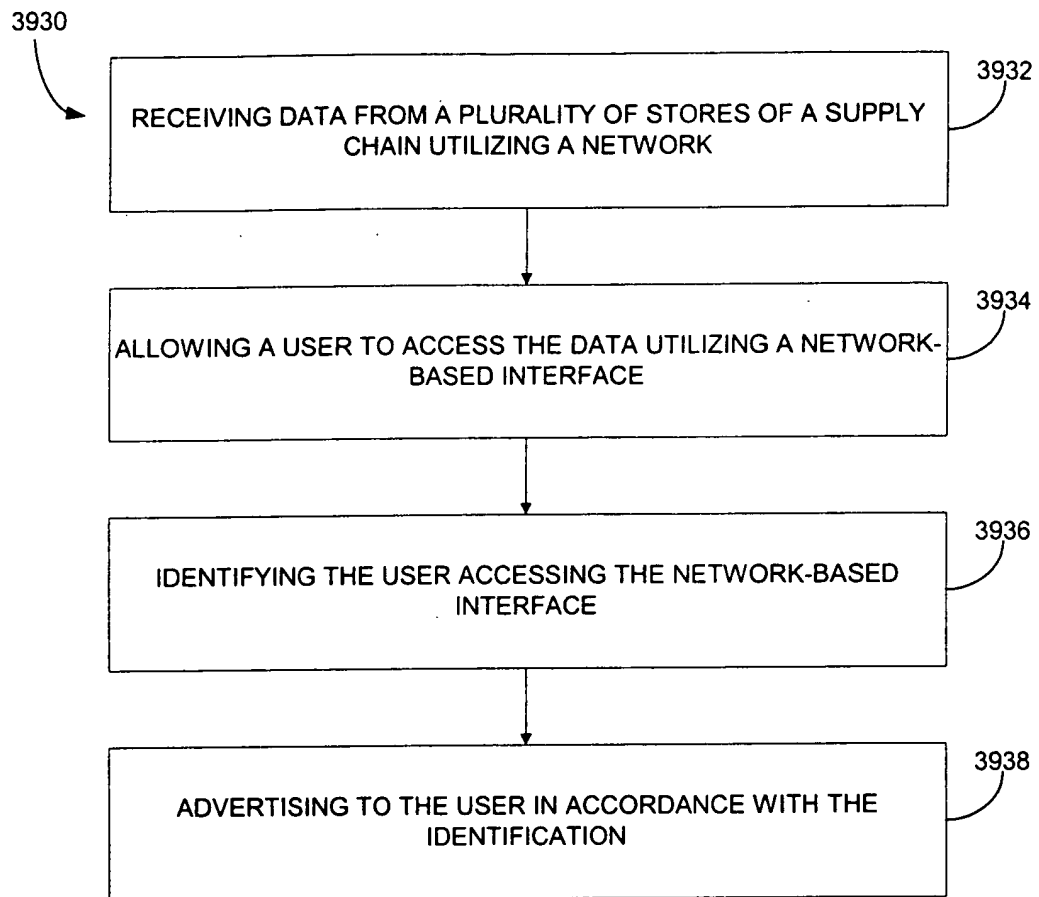 3930
3932
RECEIVING DATA FROM A PLURALITY OF STORES OF A SUPPLY
CHAIN UTILIZING A NETWORK
3934
ALLOWING A USER TO ACCESS THE DATA UTILIZING A NETWORK-
BASED INTERFACE
3936
IDENTIFYING THE USER ACCESSING THE NETWORK-BASED
INTERFACE
3938
ADVERTISING TO THE USER IN ACCORDANCE WITH THE
IDENTIFICATION